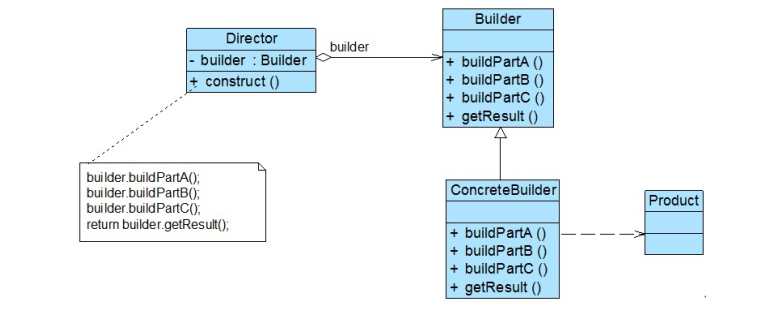 Director
- builder : Builder
+ construct ()
builder
Builder
+ buildPartA ()
+ buildPartB ()
+ buildPartC ()
+ getResult ()
builder.buildPartA();
builder.buildPartB();
builder.buildPartC();
return builder.getResult();
ConcreteBuilder
+ buildPartA ()
+ buildPartB ()
+ buildPartC ()
+ getResult ()
Product